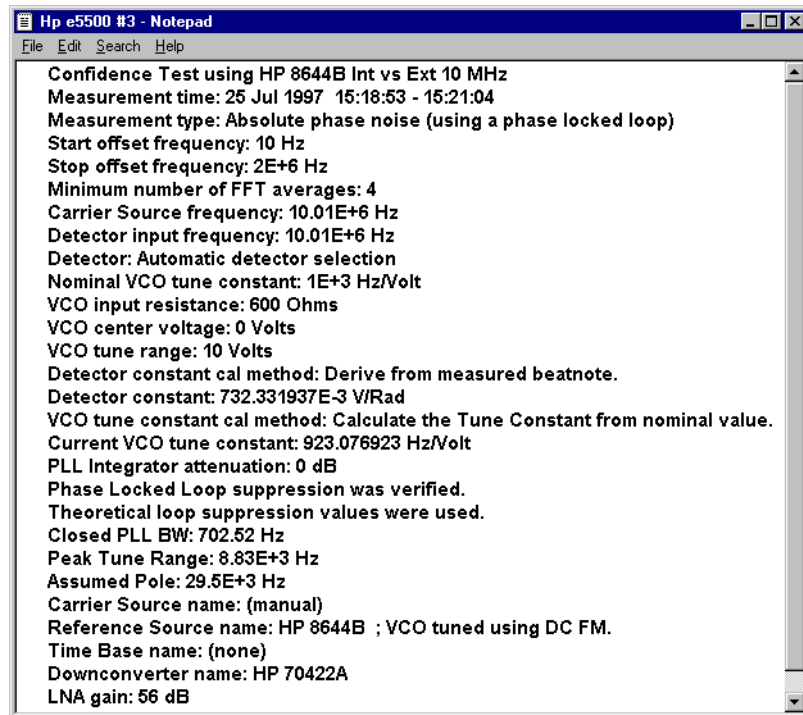 Hp e5500 #3 - Notepad
File Edit Search Help
Confidence Test using HP 8644B Int vs Ext 10 MHz
Measurement time: 25 Jul 1997  15:18:53 - 15:21:04
Measurement type: Absolute phase noise (using a phase locked loop)
Start offset frequency: 10 Hz
Stop offset frequency: 2E+6 Hz
Minimum number of FFT averages: 4
Carrier Source frequency: 10.01E+6 Hz
Detector input frequency: 10.01E+6 Hz
Detector: Automatic detector selection
Nominal VCO tune constant: 1E+3 Hz/Volt
VCO input resistance: 600 Ohms
VCO center voltage: 0 Volts
VCO tune range: 10 Volts
Detector constant cal method: Derive from measured beatnote.
Detector constant: 732.331937E-3 V/Rad
VCO tune constant cal method: Calculate the Tune Constant from nominal value.
Current VCO tune constant: 923.076923 Hz/Volt
PLL Integrator attenuation: 0 dB
Phase Locked Loop suppression was verified.
Theoretical loop suppression values were used.
Closed PLL BW: 702.52 Hz
Peak Tune Range: 8.83E+3 Hz
Assumed Pole: 29.5E+3 Hz
Carrier Source name: (manual)
Reference Source name: HP 8644B  ; VCO tuned using DC FM.
Time Base name: (none)
Downconverter name: HP 70422A
LNA gain: 56 dB